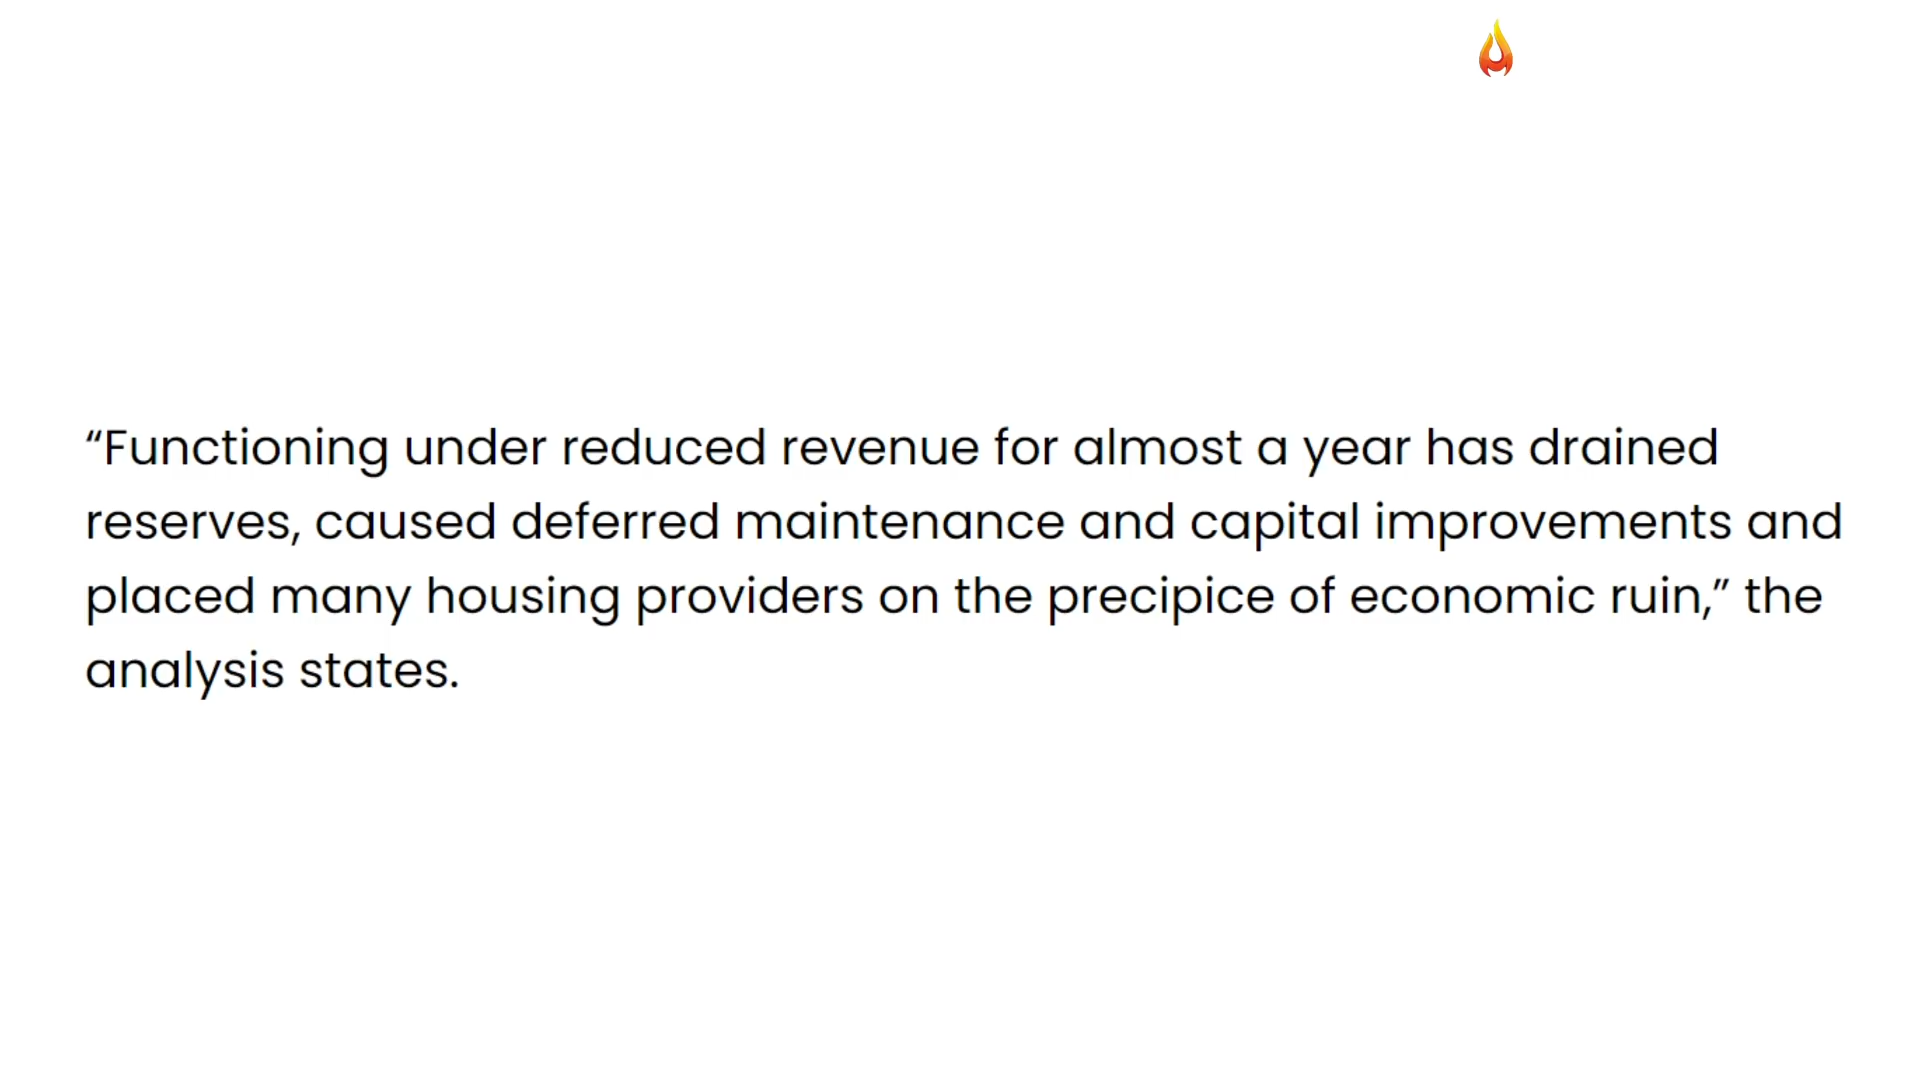 “Functioning under reduced revenue for almost a year has drained
reserves, caused deferred maintenance and capital improvements and
placed many housing providers on the precipice of economic ruin,” the
analysis states.